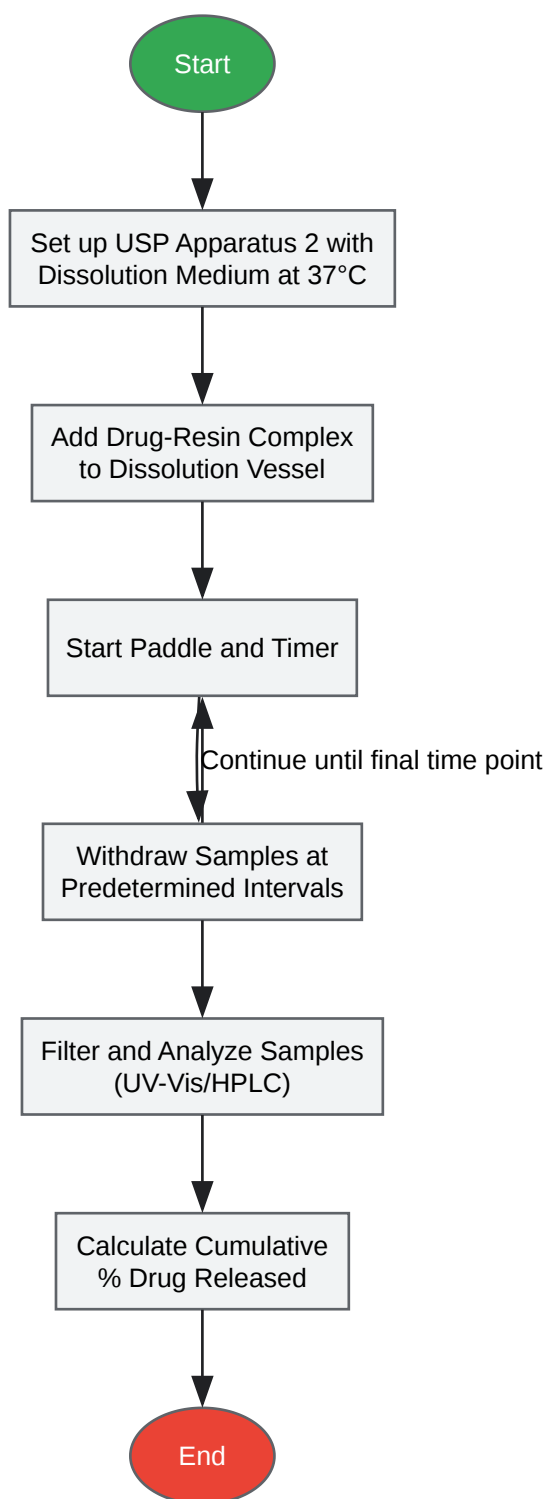 Start
Set up USP Apparatus 2 with
Dissolution Medium at 37°C
Add Drug-Resin Complex
to Dissolution Vessel
Start Paddle and Timer
Continue until final time point
Withdraw Samples at
Predetermined Intervals
Filter and Analyze Samples
(UV-Vis/HPLC)
Calculate Cumulative
% Drug Released
End